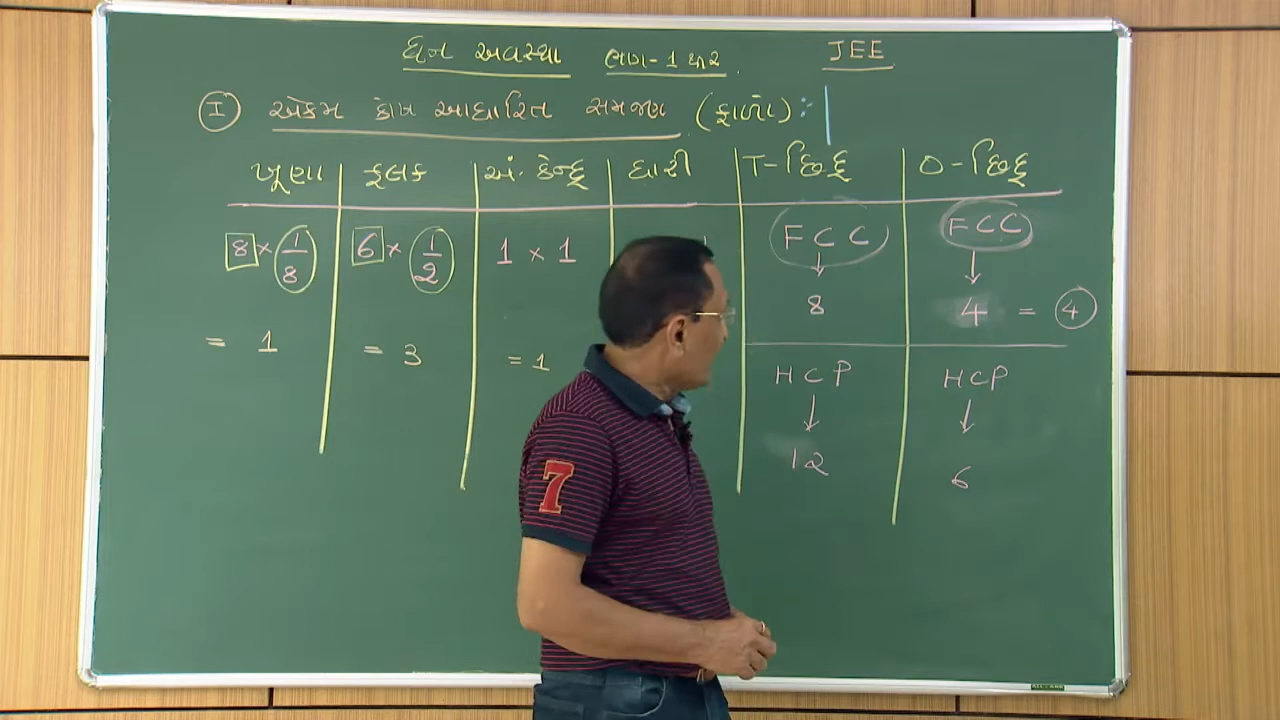 ઘન અવસ્થા ભાગ-1 થી 2. JEE
I એકમ કોષ આધારિત સમજણ (ફાળો) :-
ખૂણા ફલક અં. કેન્દ્ર ધારી T-છિદ્ર O-છિદ્ર
8 × 1/8 6 × 1/2 1 × 1 FCC FCC
↓ ↓
8 4 = 4
= 1 = 3 = 1 HCP HCP
↓ ↓
12 6
7